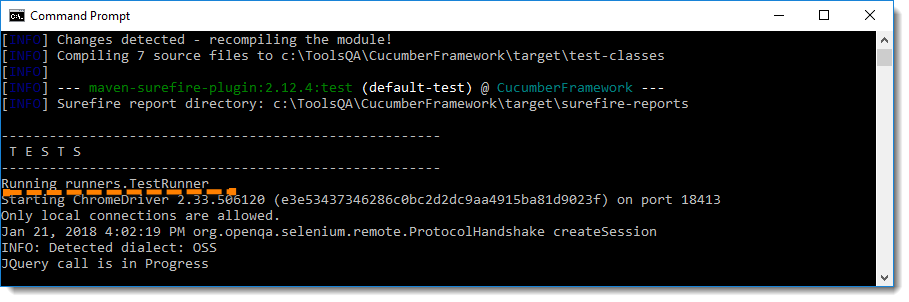 Command Prompt
[INFO] Changes detected - recompiling the module!
[INFO] Compiling 7 source files to c:\ToolsQA\CucumberFramework\target\test-classes
[INFO]
[INFO] --- maven-surefire-plugin:2.12.4:test (default-test) @ CucumberFramework ---
[INFO] Surefire report directory: c:\ToolsQA\CucumberFramework\target\surefire-reports
-------------------------------------------------------
T E S T S
-------------------------------------------------------
Running runners.TestRunner
Starting ChromeDriver 2.33.506120 (e3e53437346286c0bc2d2dc9aa4915ba81d9023f) on port 18413
Only local connections are allowed.
Jan 21, 2018 4:02:19 PM org.openqa.selenium.remote.ProtocolHandshake createSession
INFO: Detected dialect: OSS
JQuery call is in Progress